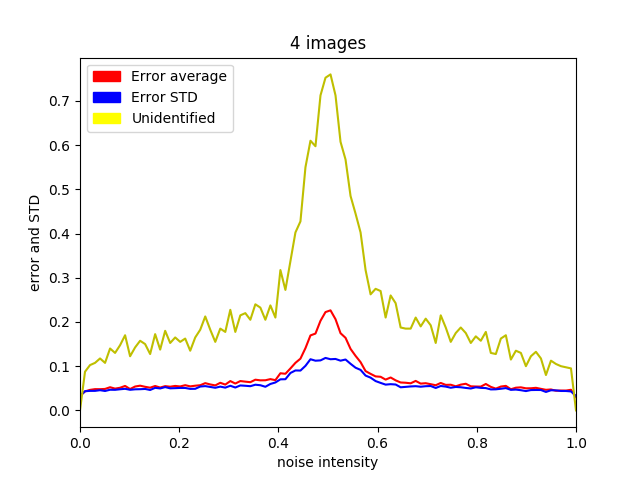 4 images
Error average
Error STD
Unidentified
error and STD
0.7
0.6
0.5
0.4
0.3
0.2
0.1
0.0
0.0 0.2 0.4 0.6 0.8 1.0
noise intensity